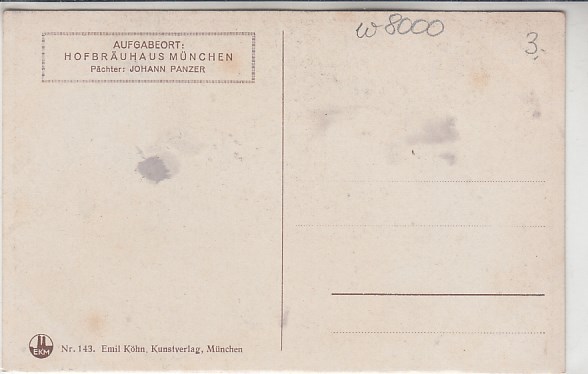 AUFGABEORT:
HOFBRÄUHAUS MÜNCHEN
Pächter: JOHANN PANZER
w8000
3.
EKM
Nr. 143. Emil Köhn, Kunstverlag, München